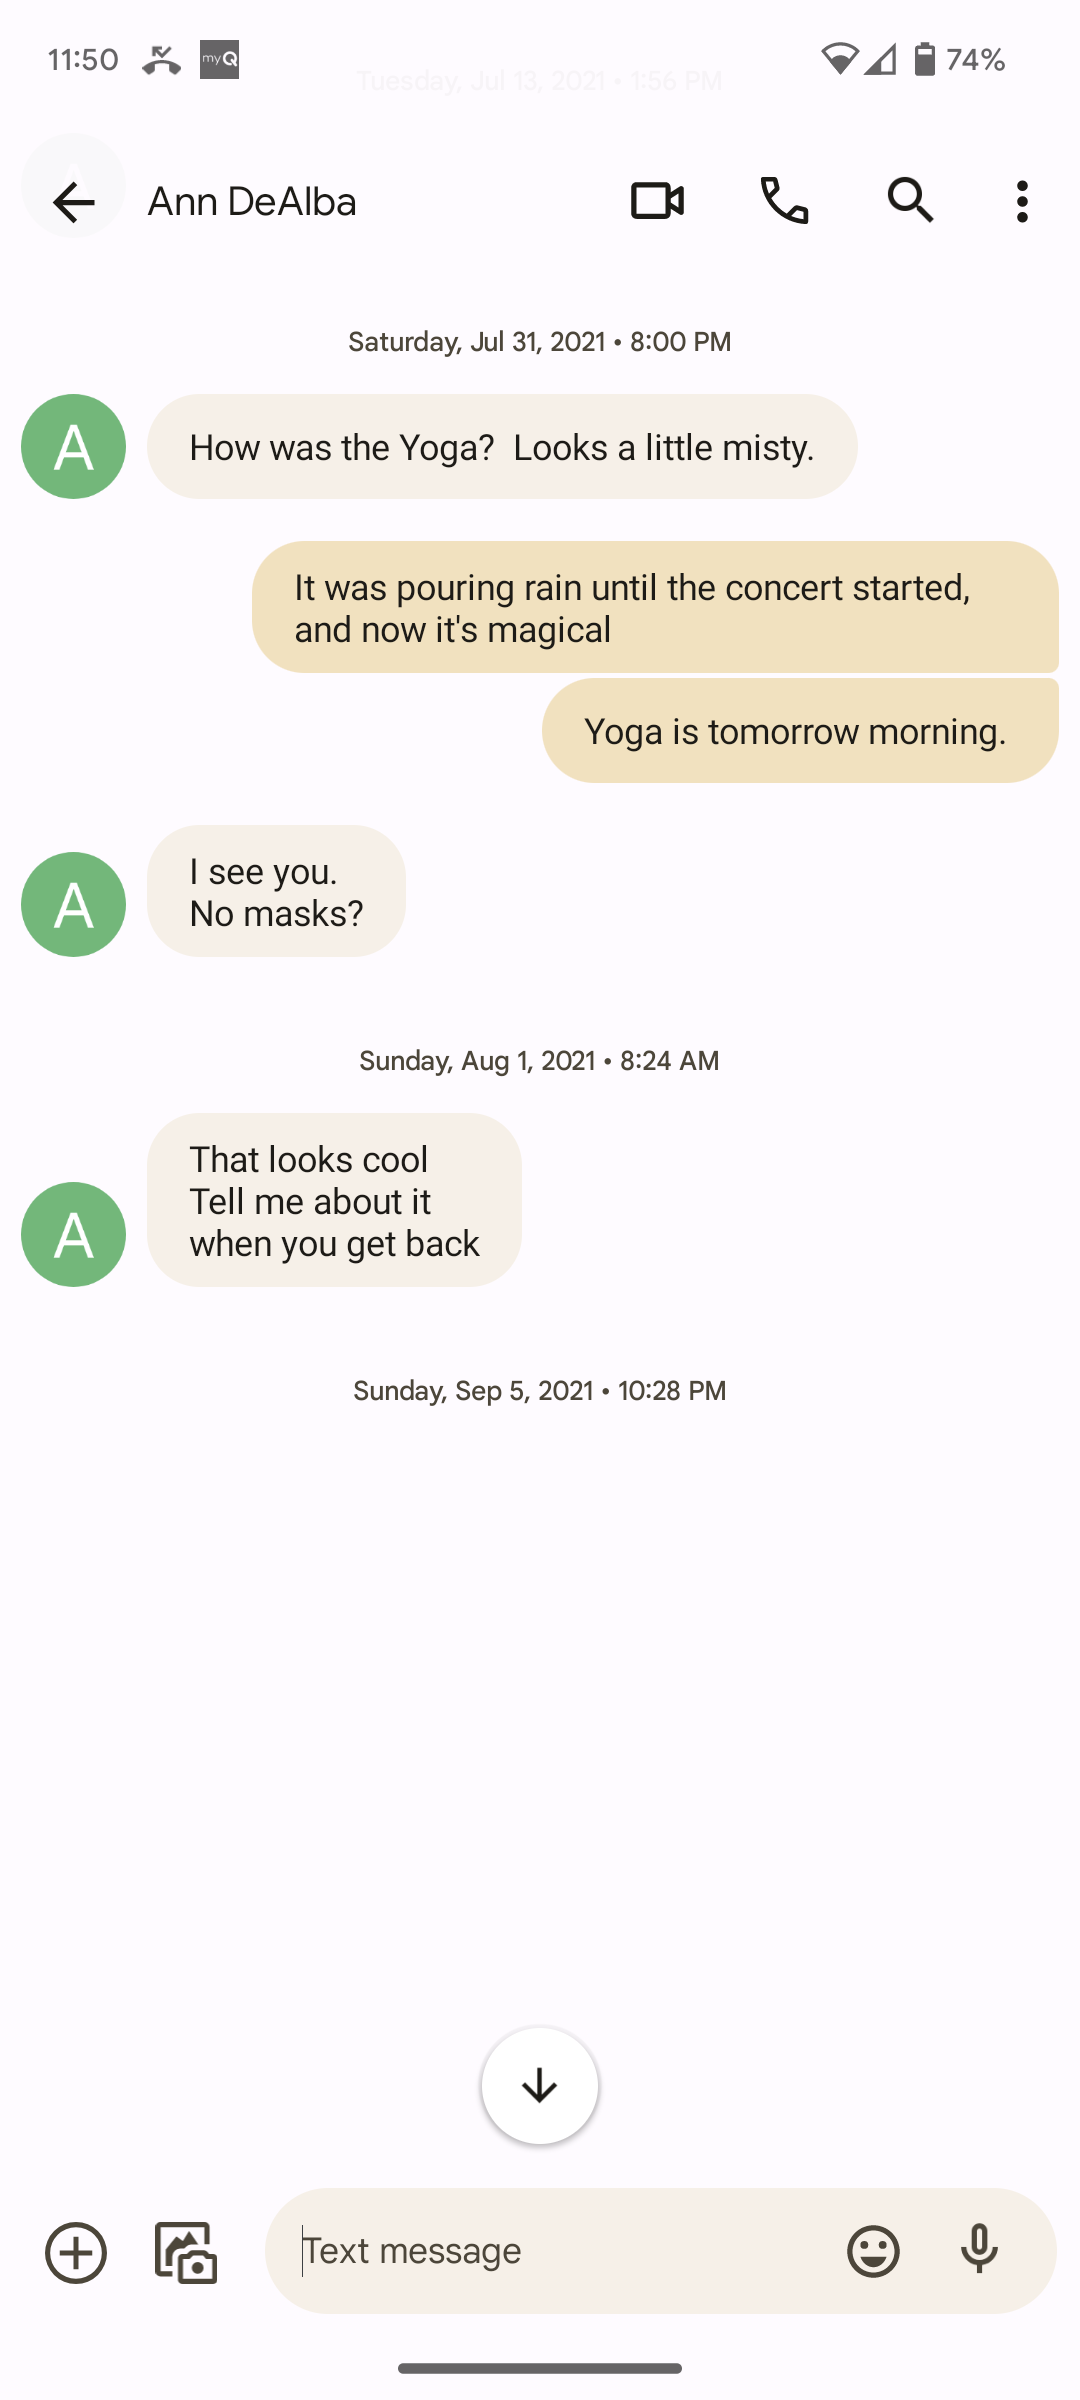 11:50
myQ
74%
Tuesday, Jul 13, 2021 • 1:56 PM
Ann DeAlba
Saturday, Jul 31, 2021 • 8:00 PM
A
How was the Yoga?  Looks a little misty.
It was pouring rain until the concert started,
and now it's magical
Yoga is tomorrow morning.
A
I see you.
No masks?
Sunday, Aug 1, 2021 • 8:24 AM
A
That looks cool
Tell me about it
when you get back
Sunday, Sep 5, 2021 • 10:28 PM
Text message